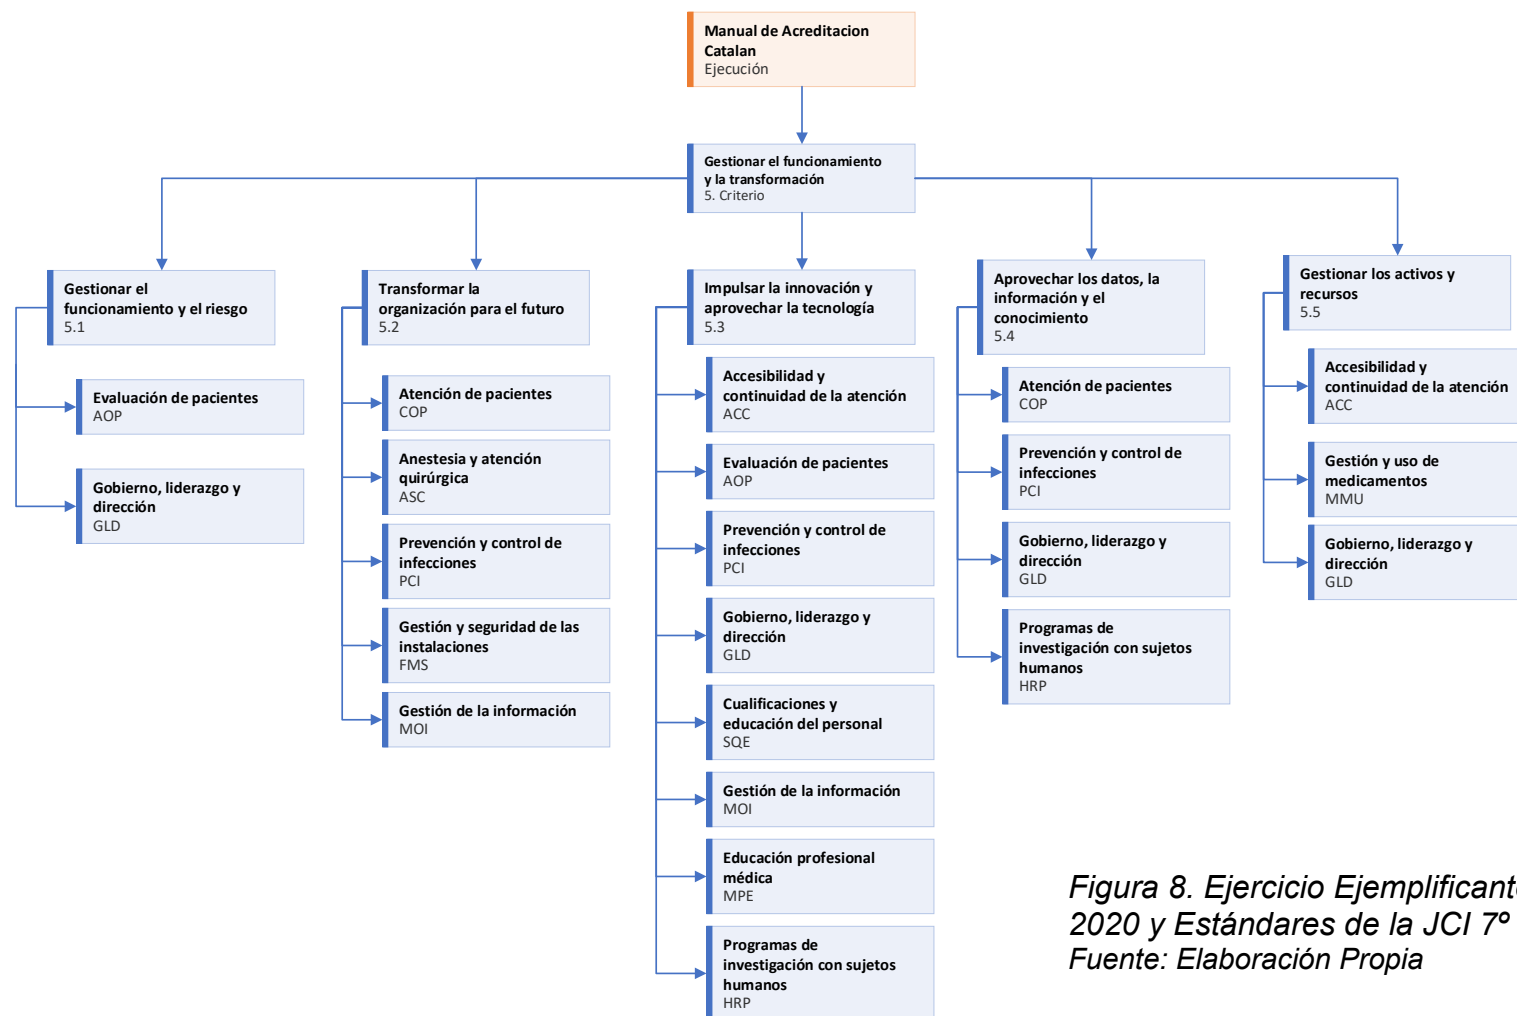 Manual de Acreditacion
Catalan
Ejecución
Gestionar el funcionamiento
y la transformación
5. Criterio
Gestionar el
funcionamiento y el riesgo
5.1
Evaluación de pacientes
AOP
Gobierno, liderazgo y
dirección
GLD
Transformar la
organización para el futuro
5.2
Atención de pacientes
COP
Anestesia y atención
quirúrgica
ASC
Prevención y control de
infecciones
PCI
Gestión y seguridad de las
instalaciones
FMS
Gestión de la información
MOI
Impulsar la innovación y
aprovechar la tecnología
5.3
Accesibilidad y
continuidad de la atención
ACC
Evaluación de pacientes
AOP
Prevención y control de
infecciones
PCI
Gobierno, liderazgo y
dirección
GLD
Cualificaciones y
educación del personal
SQE
Gestión de la información
MOI
Educación profesional
médica
MPE
Programas de
investigación con sujetos
humanos
HRP
Aprovechar los datos, la
información y el
conocimiento
5.4
Atención de pacientes
COP
Prevención y control de
infecciones
PCI
Gobierno, liderazgo y
dirección
GLD
Programas de
investigación con sujetos
humanos
HRP
Gestionar los activos y
recursos
5.5
Accesibilidad y
continuidad de la atención
ACC
Gestión y uso de
medicamentos
MMU
Gobierno, liderazgo y
dirección
GLD
Figura 8. Ejercicio Ejemplificant
2020 y Estándares de la JCI 7º
Fuente: Elaboración Propia